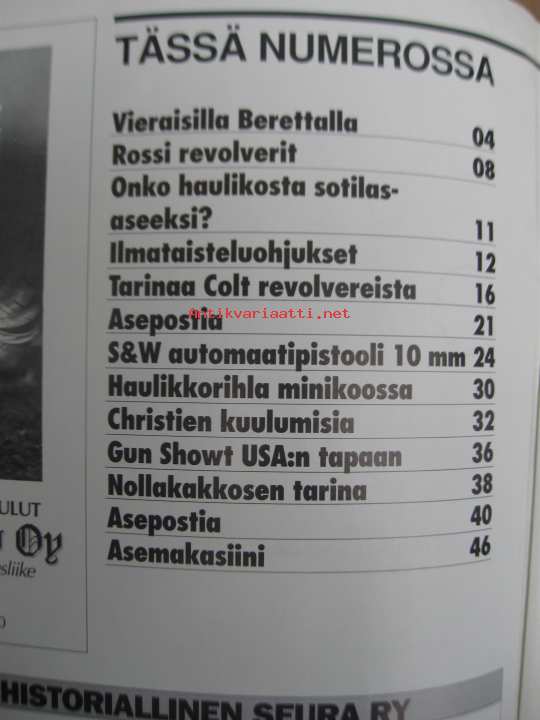 TÄSSÄ NUMEROSSA
Vieraisilla Berettalla 04
Rossi revolverit 08
Onko haulikosta sotilas-
aseeksi? 11
Ilmataisteluohjukset 12
Tarinaa Colt revolvereista 16
Asepostia 21
Antikvariaatti.net
S&W automaatipistooli 10 mm 24
Haulikkorihla minikoossa 30
Christien kuulumisia 32
Gun Showt USA:n tapaan 36
Nollakakkosen tarina 38
Asepostia 40
Asemakasiini 46
ULUT
Oy
sliike
HISTORIALLINEN SEURA RY